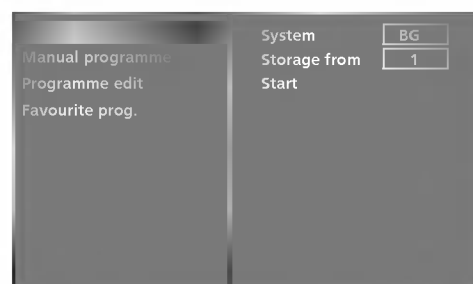 Manual programme
Programme edit
Favourite prog.
System BG
Storage from 1
Start